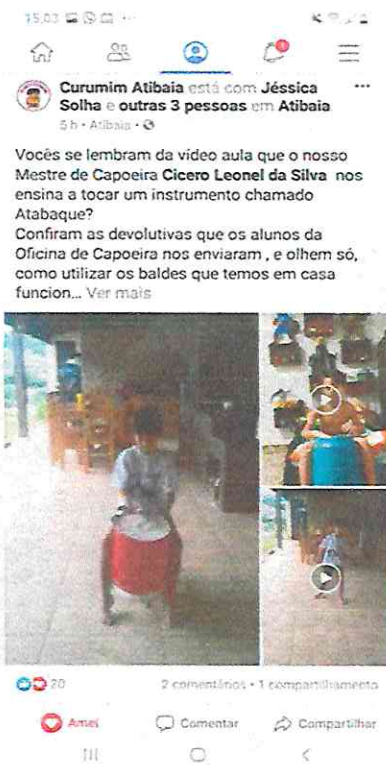 15:03
Curumim Atibaia está com Jéssica
Solha e outras 3 pessoas em Atibaia
5 h • Atibaia •
Vocês se lembram da vídeo aula que o nosso
Mestre de Capoeira Cicero Leonel da Silva nos
ensina a tocar um instrumento chamado
Atabaque?
Confiram as devolutivas que os alunos da
Oficina de Capoeira nos enviaram , e olhem só,
como utilizar os baldes que temos em casa
funcion... Ver mais
20
2 comentários • 1 compartilhamento
Amei
Comentar
Compartilhar